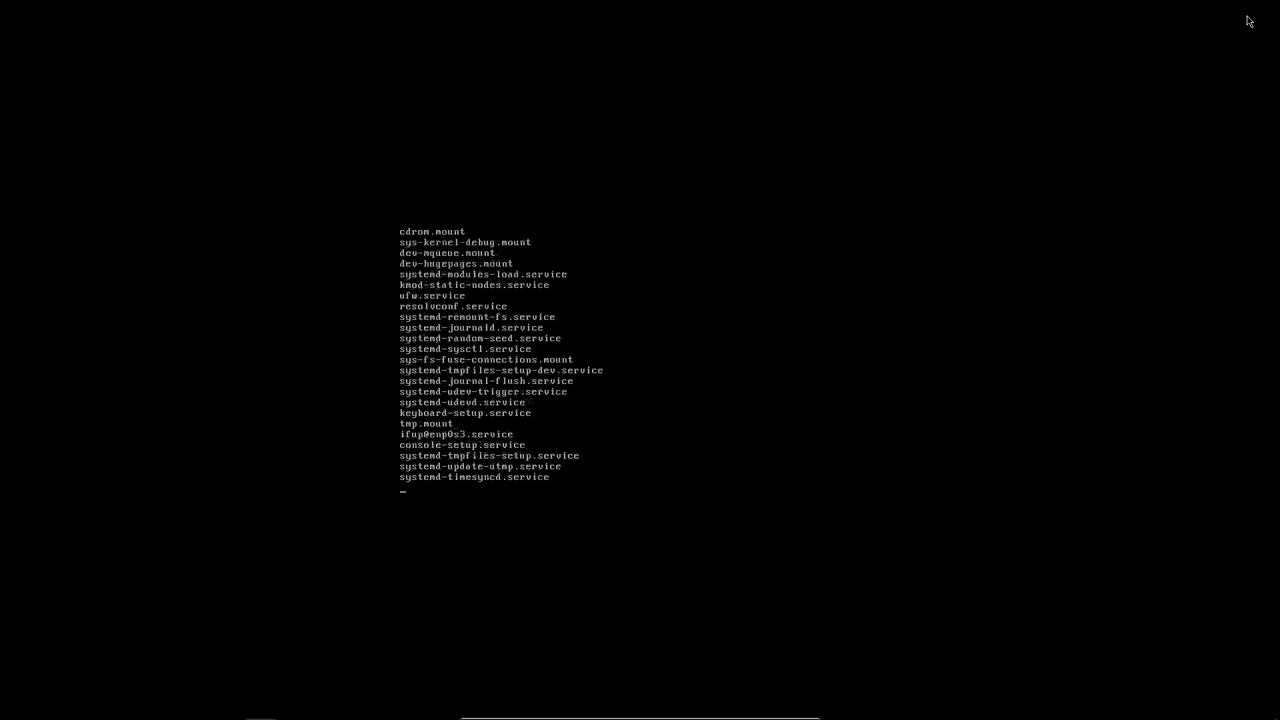 cdrom.mount
sys-kernel-debug.mount
dev-mqueue.mount
dev-hugepages.mount
systemd-modules-load.service
kmod-static-nodes.service
ufw.service
resolvconf.service
systemd-remount-fs.service
systemd-journald.service
systemd-random-seed.service
systemd-sysctl.service
sys-fs-fuse-connections.mount
systemd-tmpfiles-setup-dev.service
systemd-journal-flush.service
systemd-udev-trigger.service
systemd-udevd.service
keyboard-setup.service
tmp.mount
ifup@enp0s3.service
console-setup.service
systemd-tmpfiles-setup.service
systemd-update-utmp.service
systemd-timesyncd.service